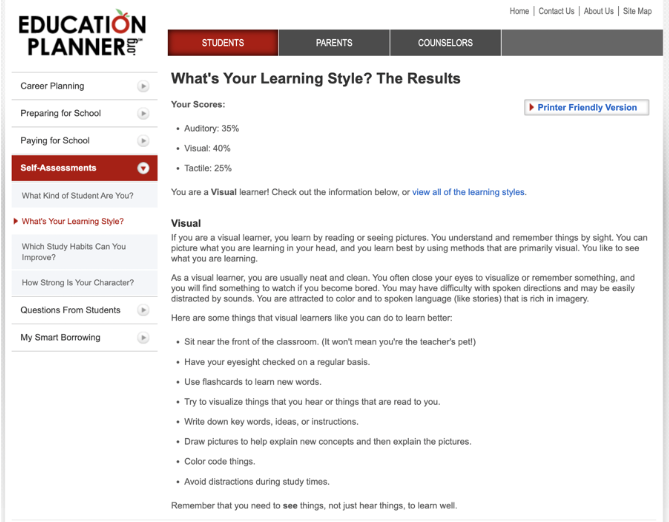 Home | Contact Us | About Us | Site Map
EDUCATION
PLANNER.org
STUDENTS PARENTS COUNSELORS
Career Planning
Preparing for School
Paying for School
Self-Assessments
What Kind of Student Are You?
What's Your Learning Style?
Which Study Habits Can You
Improve?
How Strong Is Your Character?
Questions From Students
My Smart Borrowing
What's Your Learning Style? The Results
Your Scores:
Printer Friendly Version
• Auditory: 35%
• Visual: 40%
• Tactile: 25%
You are a Visual learner! Check out the information below, or view all of the learning styles.
Visual
If you are a visual learner, you learn by reading or seeing pictures. You understand and remember things by sight. You can
picture what you are learning in your head, and you learn best by using methods that are primarily visual. You like to see
what you are learning.
As a visual learner, you are usually neat and clean. You often close your eyes to visualize or remember something, and
you will find something to watch if you become bored. You may have difficulty with spoken directions and may be easily
distracted by sounds. You are attracted to color and to spoken language (like stories) that is rich in imagery.
Here are some things that visual learners like you can do to learn better:
• Sit near the front of the classroom. (It won't mean you're the teacher's pet!)
• Have your eyesight checked on a regular basis.
• Use flashcards to learn new words.
• Try to visualize things that you hear or things that are read to you.
• Write down key words, ideas, or instructions.
• Draw pictures to help explain new concepts and then explain the pictures.
• Color code things.
• Avoid distractions during study times.
Remember that you need to see things, not just hear things, to learn well.